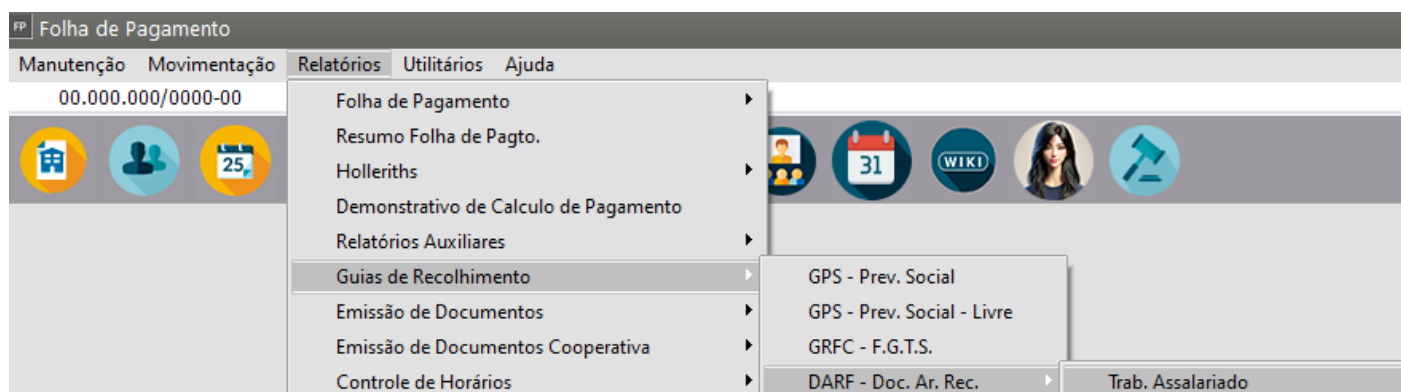 FP Folha de Pagamento
Manutenção Movimentação Relatórios Utilitários Ajuda
00.000.000/0000-00
Folha de Pagamento
Resumo Folha de Pagto.
25
31
WIKI
Holleriths
Demonstrativo de Calculo de Pagamento
Relatórios Auxiliares
Guias de Recolhimento
GPS - Prev. Social
Emissão de Documentos
GPS - Prev. Social - Livre
Emissão de Documentos Cooperativa
GRFC - F.G.T.S.
Controle de Horários
DARF - Doc. Ar. Rec.
Trab. Assalariado